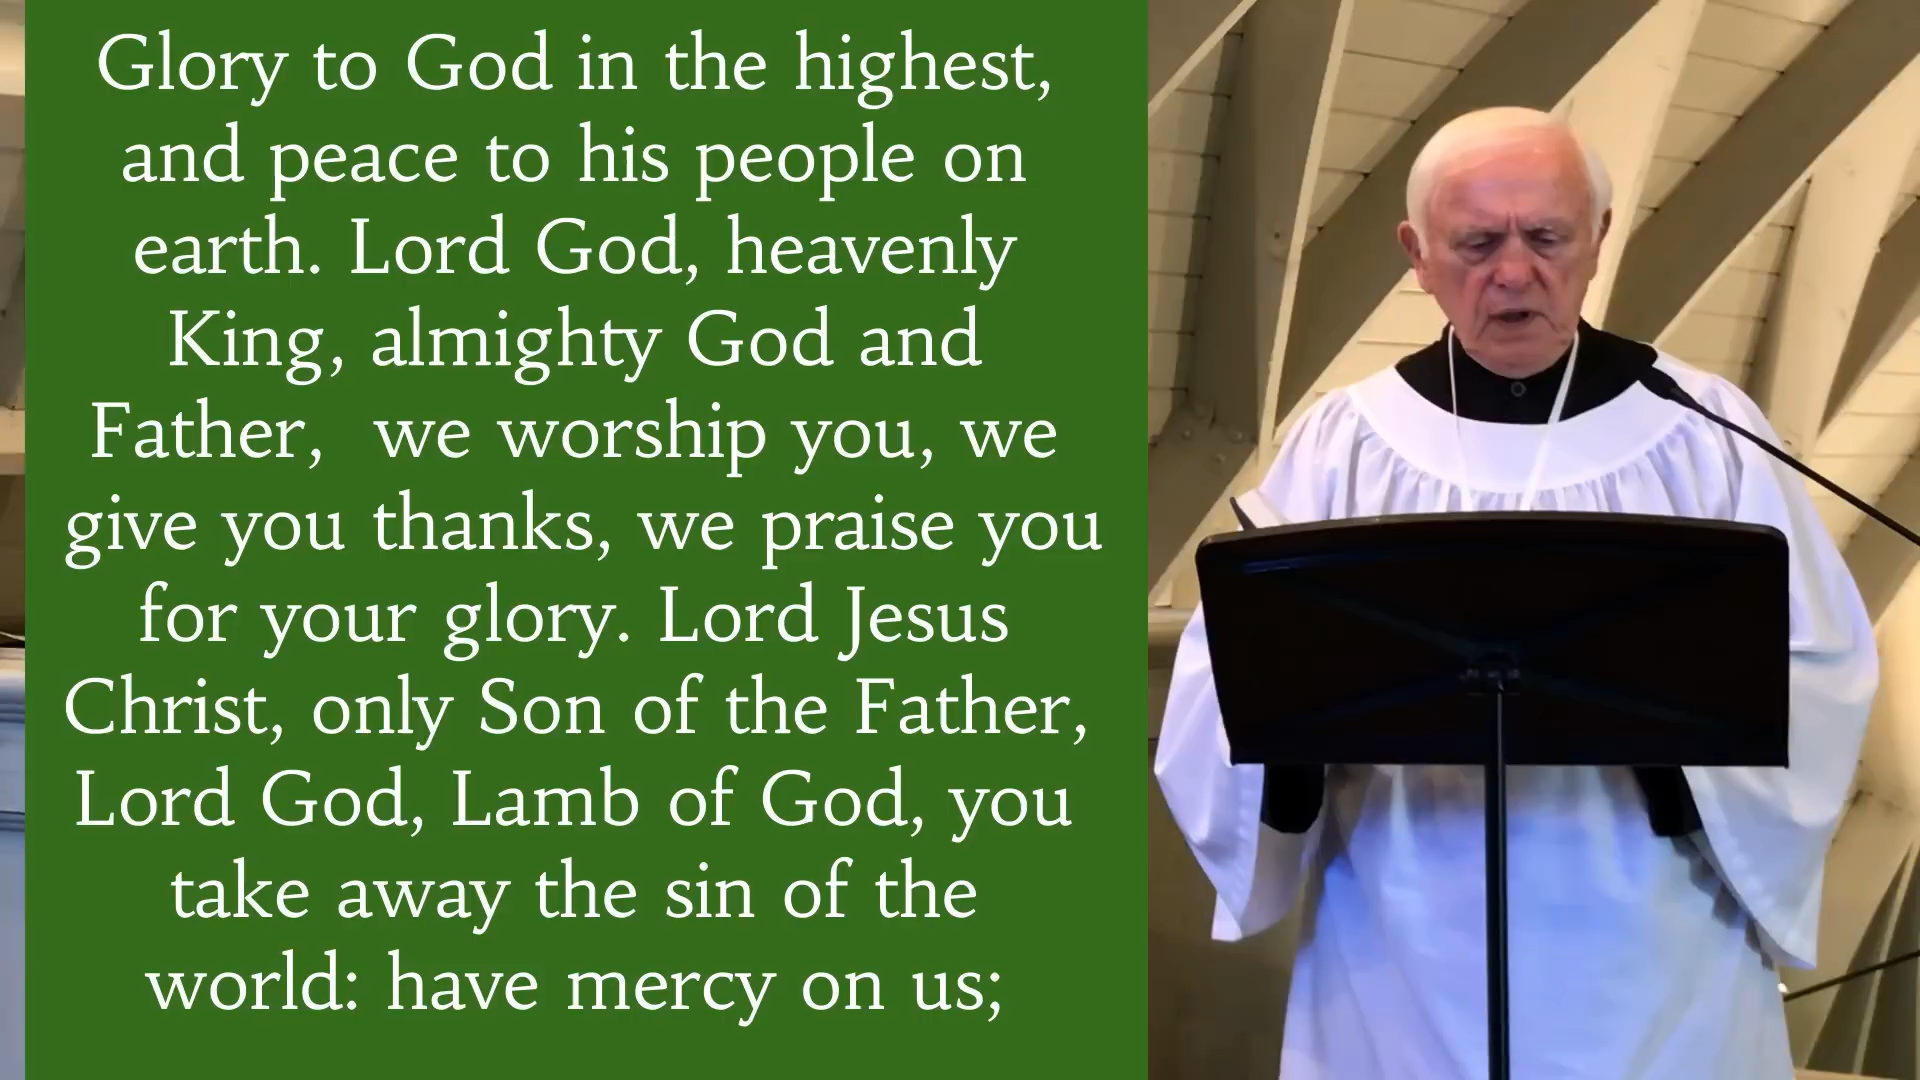 Glory to God in the highest,
and peace to his people on
earth. Lord God, heavenly
King, almighty God and
Father,  we worship you, we
give you thanks, we praise you
for your glory. Lord Jesus
Christ, only Son of the Father,
Lord God, Lamb of God, you
take away the sin of the
world: have mercy on us;